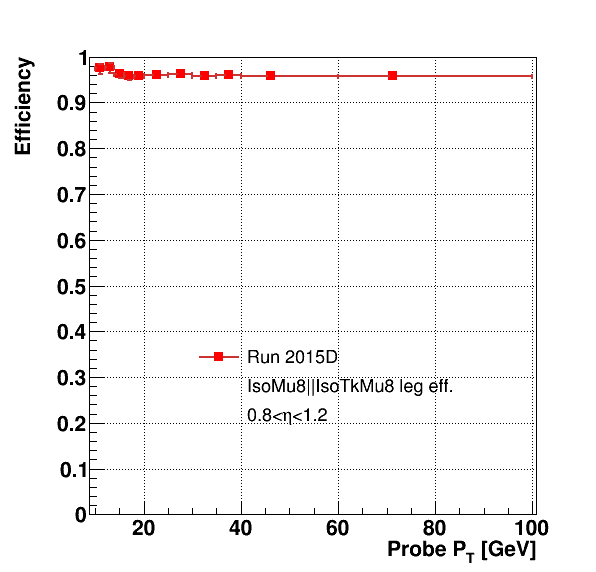 Efficiency
1
0.9
0.8
0.7
0.6
0.5
0.4
0.3
0.2
0.1
0
Run 2015D
IsoMu8||IsoTkMu8 leg eff.
0.8<η<1.2
20 40 60 80 100
Probe P_T [GeV]